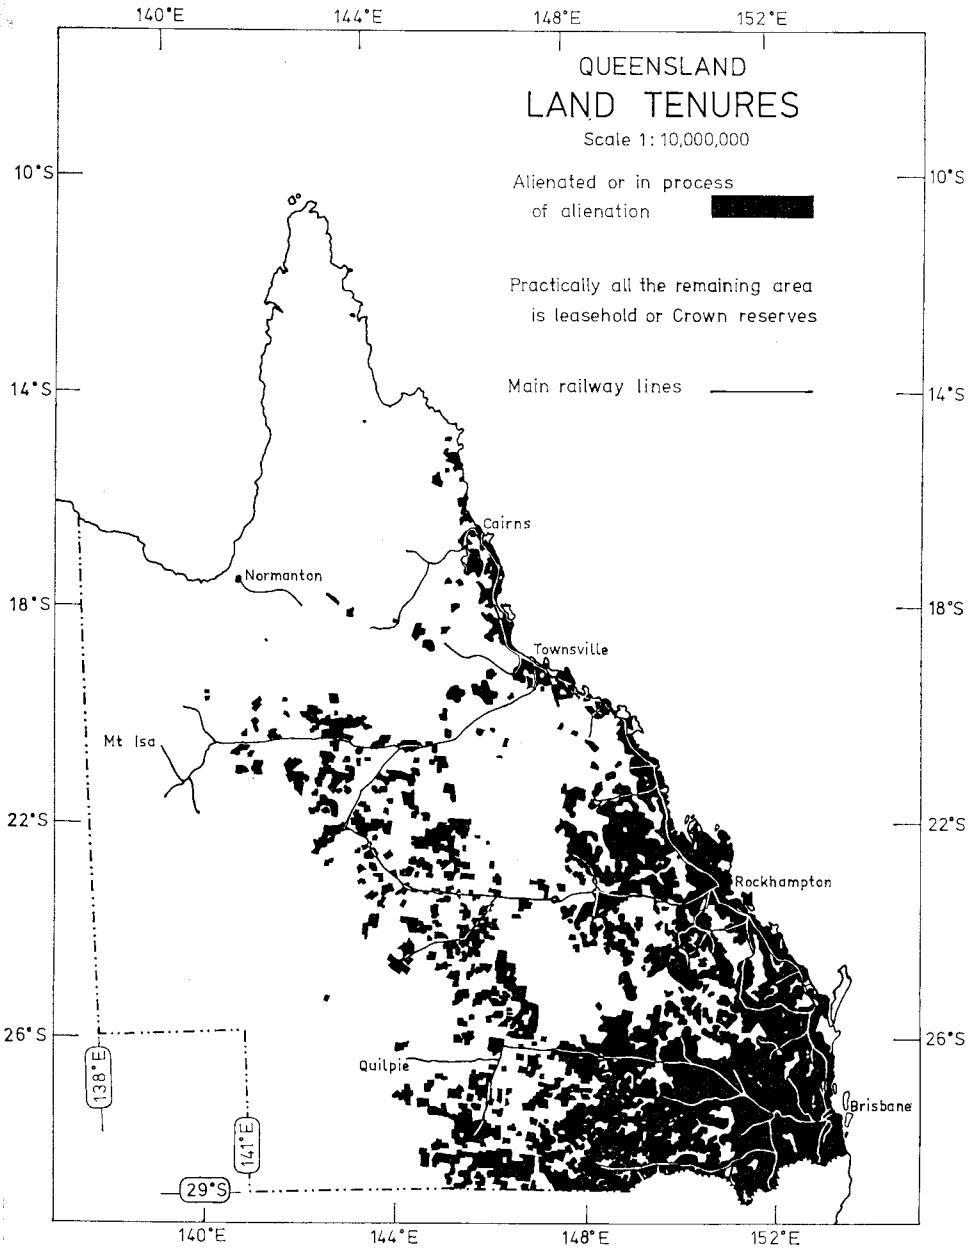 140°E 144°E 148°E 152°E
QUEENSLAND
LAND TENURES
Scale 1:10,000,000
10°S 10°S
Alienated or in process
of alienation
Practically all the remaining area
is leasehold or Crown reserves
14°S 14°S
Main railway lines
Cairns
Normanton
18°S 18°S
Townsville
Mt Isa
22°S 22°S
Rockhampton
26°S 26°S
Quilpie
138°E
Brisbane
141°E
29°S
140°E 144°E 148°E 152°E